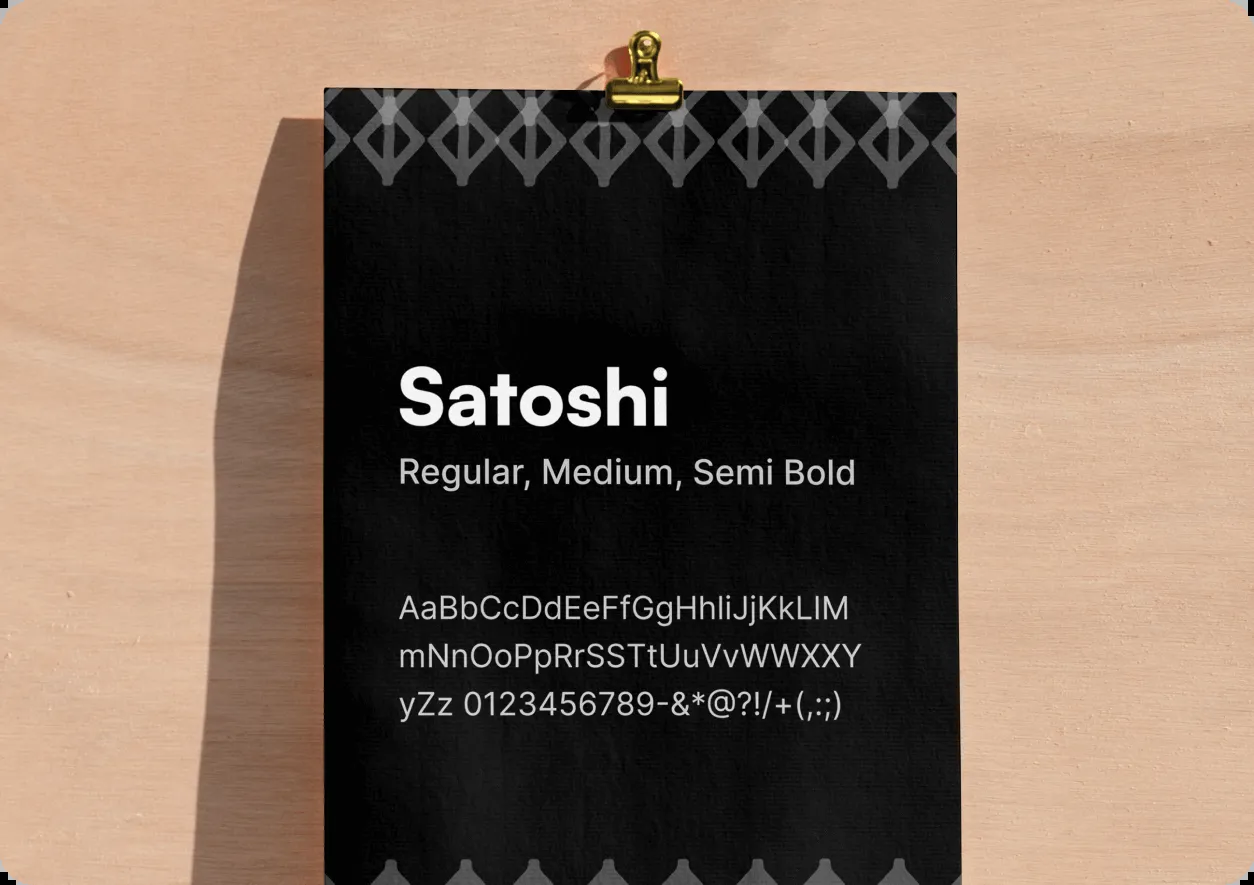 Satoshi
Regular, Medium, Semi Bold
AaBbCcDdEeFfGgHhIiJjKkLlM
mNnOoPpRrSSTtUuVvWWXXY
yZz 0123456789-&*@?!/+(,:;)